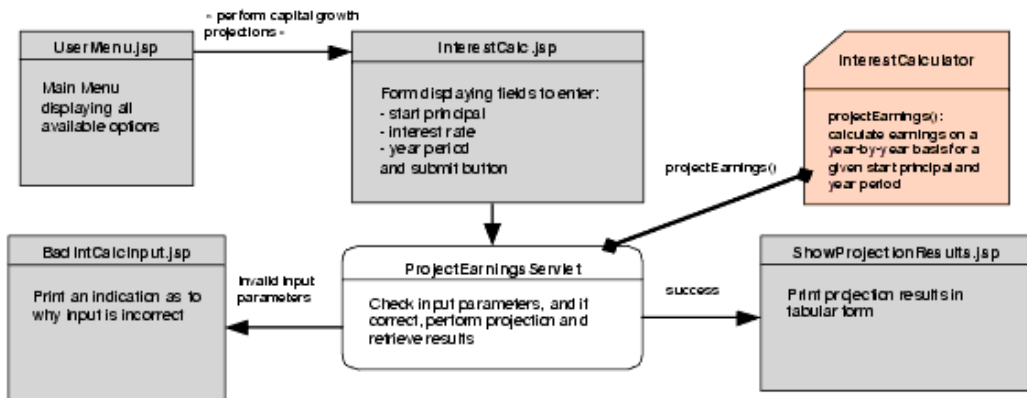 - perform capital growth
projections -
UserMenu.jsp
Main Menu
displaying all
available options
InterestCalc.jsp
Form displaying fields to enter:
- start principal
- interest rate
- year period
and submit button
InterestCalculator
projectEarnings():
calculate earnings on a
year-by-year basis for a
given start principal and
year period
projectEarnings()
BadIntCalcInput.jsp
Print an indication as to
why input is incorrect
Invalid input
parameters
ProjectEarningsServlet
Check input parameters, and if
correct, perform projection and
retrieve results
success
ShowProjectionResults.jsp
Print projection results in
tabular form